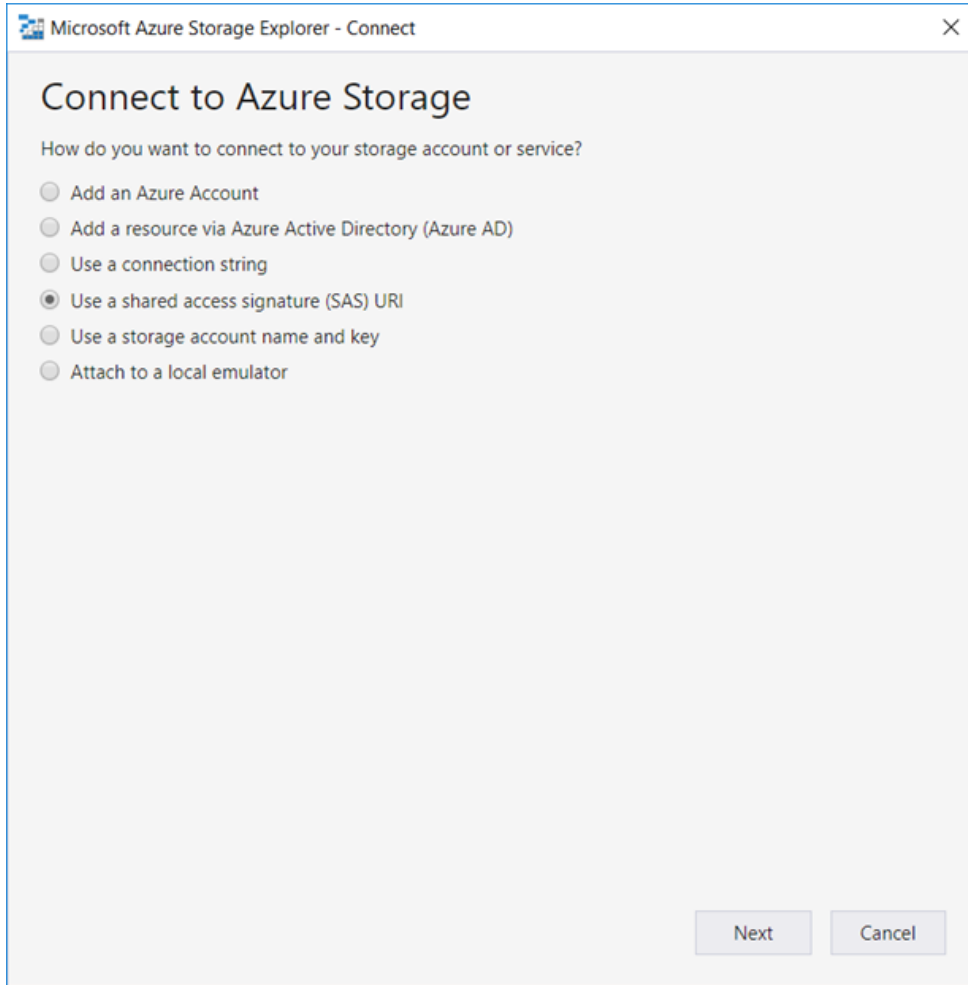 Microsoft Azure Storage Explorer - Connect
Connect to Azure Storage
How do you want to connect to your storage account or service?
Add an Azure Account
Add a resource via Azure Active Directory (Azure AD)
Use a connection string
Use a shared access signature (SAS) URI
Use a storage account name and key
Attach to a local emulator
Next Cancel